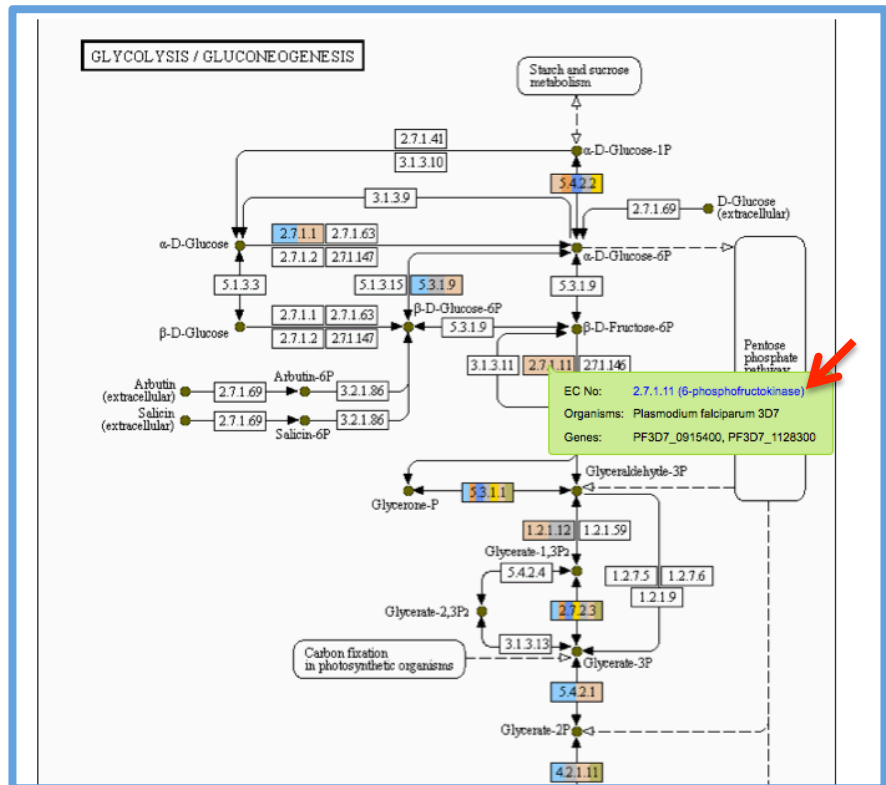 GLYCOLYSIS / GLUCONEOGENESIS
Starch and sucrose
metabolism
2.7.1.41
3.1.3.10
α-D-Glucose-1P
5.4.2.2
3.1.3.9
2.7.1.69
D-Glucose
(extracellular)
α-D-Glucose
2.7.1.1
2.7.1.63
2.7.1.2
2.7.1.147
α-D-Glucose-6P
5.1.3.3
5.1.3.15
5.3.1.9
5.3.1.9
β-D-Glucose
2.7.1.1
2.7.1.63
2.7.1.2
2.7.1.147
β-D-Glucose-6P
5.3.1.9
β-D-Fructose-6P
Pentose
phosphate
pathway
3.1.3.11
2.7.1.11
2.7.1.146
EC No: 2.7.1.11 (6-phosphofructokinase)
Organisms: Plasmodium falciparum 3D7
Genes: PF3D7_0915400, PF3D7_1128300
Arbutin
(extracellular)
2.7.1.69
Arbutin-6P
3.2.1.86
Salicin
(extracellular)
2.7.1.69
Salicin-6P
3.2.1.86
Glyceraldehyde-3P
Glycerone-P
5.3.1.1
1.2.1.12
1.2.1.59
Glycerate-1,3P2
5.4.2.4
1.2.7.5
1.2.7.6
1.2.1.9
Glycerate-2,3P2
2.7.2.3
3.1.3.13
Carbon fixation
in photosynthetic organisms
Glycerate-3P
5.4.2.1
Glycerate-2P
4.2.1.11